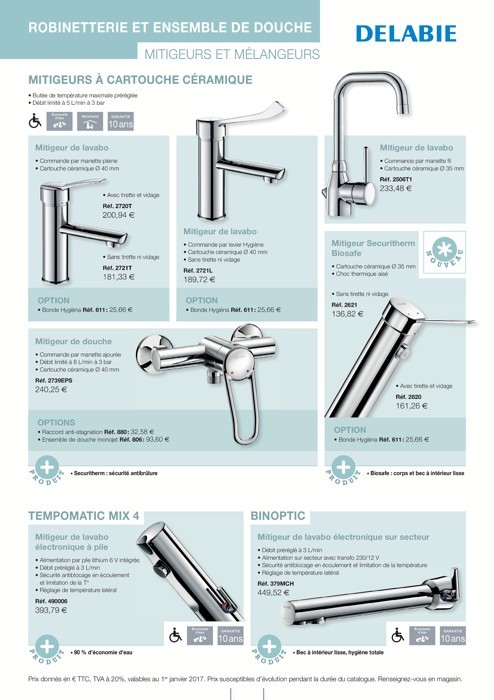 ROBINETTERIE ET ENSEMBLE DE DOUCHE
DELABIE
MITIGEURS ET MÉLANGEURS
MITIGEURS À CARTOUCHE CÉRAMIQUE
• Butée de température maximale préréglée
• Débit limité à 5 L/min à 3 bar
GARANTIE
10 ans
Mitigeur de lavabo
• Commande par manette pleine
• Cartouche céramique Ø 40 mm
• Avec tirette et vidage
Réf. 2720T
200,94 €
• Sans tirette ni vidage
Réf. 2721T
181,33 €
OPTION
• Bonde Hygiéna Réf. 611 : 25,66 €
Mitigeur de lavabo
• Commande par levier Hygiène
• Cartouche céramique Ø 40 mm
• Sans tirette ni vidage
Réf. 2721L
189,72 €
OPTION
• Bonde Hygiéna Réf. 611 : 25,66 €
Mitigeur de lavabo
• Commande par manette fil
• Cartouche céramique Ø 35 mm
Réf. 2506T1
233,48 €
Mitigeur Securitherm
Biosafe
NOUVEAU
• Cartouche céramique Ø 35 mm
• Choc thermique aisé
• Sans tirette ni vidage
Réf. 2621
136,82 €
• Avec tirette et vidage
Réf. 2620
161,26 €
OPTION
• Bonde Hygiéna Réf. 611 : 25,66 €
Mitigeur de douche
• Commande par manette ajourée
• Débit limité à 8 L/min à 3 bar
• Cartouche céramique Ø 40 mm
Réf. 2739EPS
240,25 €
OPTIONS
• Raccord anti-stagnation Réf. 880 : 32,58 €
• Ensemble de douche monojet Réf. 806 : 93,60 €
PRODUIT
• Securitherm : sécurité antibrûlure
PRODUIT
• Biosafe : corps et bec à intérieur lisse
TEMPOMATIC MIX 4
Mitigeur de lavabo
électronique à pile
• Alimentation par pile lithium 6 V intégrée
• Débit préréglé à 3 L/min
• Sécurité antiblocage en écoulement
et limitation de la T°
• Réglage de température latéral
Réf. 490006
393,79 €
GARANTIE
10 ans
PRODUIT
• 90 % d'économie d'eau
BINOPTIC
Mitigeur de lavabo électronique sur secteur
• Débit préréglé à 3 L/min
• Alimentation sur secteur avec transfo 230/12 V
• Sécurité antiblocage en écoulement et limitation de la température
• Réglage de température latéral
Réf. 379MCH
449,52 €
GARANTIE
10 ans
PRODUIT
• Bec à intérieur lisse, hygiène totale
Prix donnés en € TTC, TVA à 20%, valables au 1er janvier 2017. Prix susceptibles d'évolution pendant la durée du catalogue. Renseignez-vous en magasin.